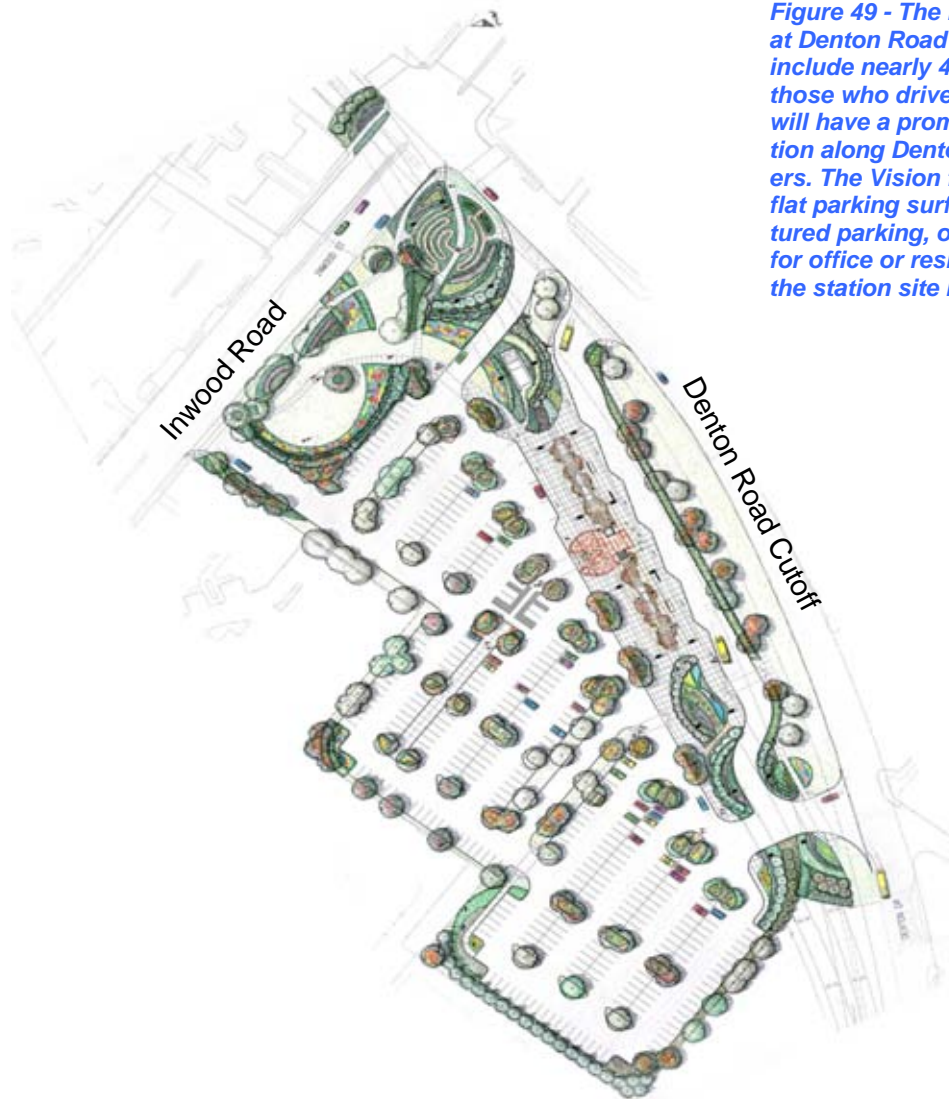 Figure 49 - The
at Denton Road
include nearly 4
those who drive
will have a pron
tion along Dent
ers. The Vision
flat parking surf
tured parking, o
for office or resi
the station site
Inwood Road
Denton Road Cutoff